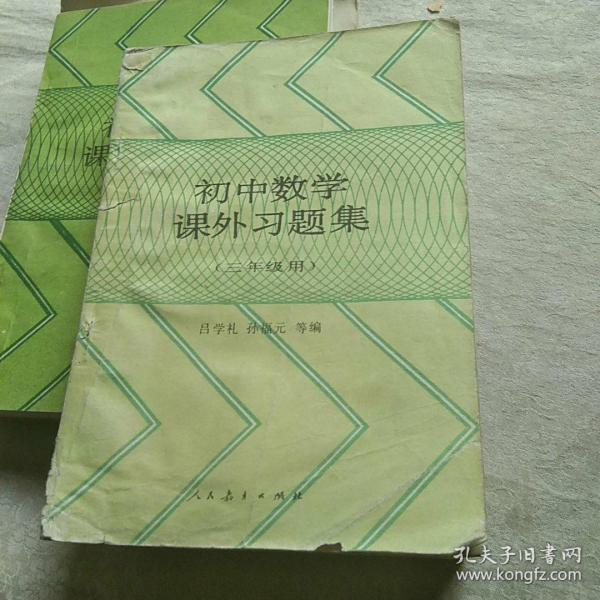 初中数学
课外习题集
(三年级用)
吕学礼 孙福元 等编
人民教育出版社
课
孔夫子旧书网
www.kongfz.com